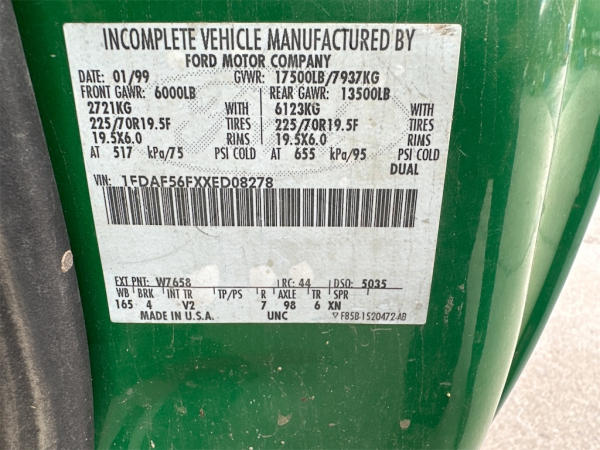 INCOMPLETE VEHICLE MANUFACTURED BY
FORD MOTOR COMPANY
DATE: 01/99 GVWR: 17500LB/7937KG
FRONT GAWR: 6000LB REAR GAWR: 13500LB
2721KG WITH 6123KG WITH
225/70R19.5F TIRES 225/70R19.5F TIRES
19.5X6.0 RIMS 19.5X6.0 RIMS
AT 517 kPa/75 PSI COLD AT 655 kPa/95 PSI COLD
DUAL
VIN: 1FDAF56FXXED08278
EXT PNT: W7658 RC: 44 DSO: 5035
WB BRK INT TR TP/PS R AXLE TR SPR
165 4 V2 7 98 6 XN
MADE IN U.S.A. UNC F85B-1520472-AB